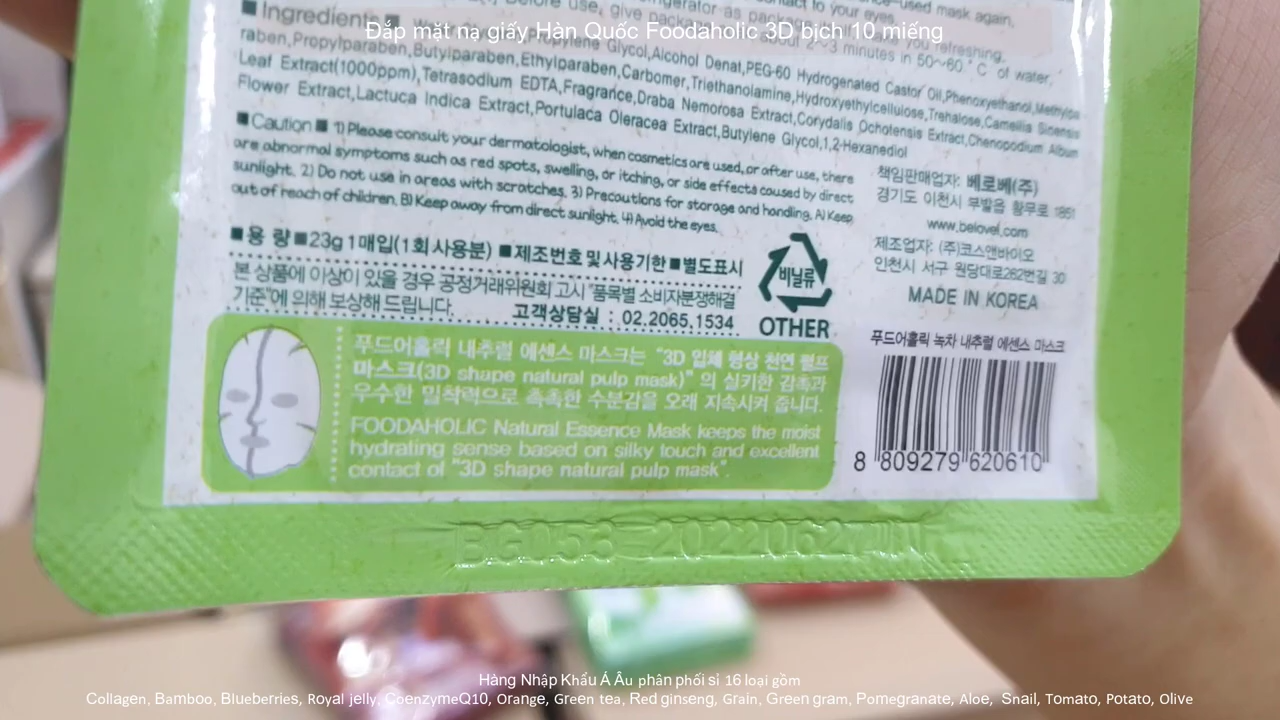 Đắp mặt nạ giấy Hàn Quốc Foodaholic 3D bịch 10 miếng
used mask again.
■ Ingredients ■
raben,Propylparaben,Butylparaben,Ethylparaben,Carbomer,Triethanolamine,Hydroxyethylcellulose,Trehalose,Camellia Sinensis
Leaf Extract(1000ppm),Tetrasodium EDTA,Fragrance,Draba Nemorosa Extract,Corydalis Ochotensis Extract,Chenopodium Album
Flower Extract,Lactuca Indica Extract,Portulaca Oleracea Extract,Butylene Glycol,1,2-Hexanediol
■ Caution ■ 1) Please consult your dermatologist, when cosmetics are used, or after use, there
are abnormal symptoms such as red spots, swelling, or itching, or side effects caused by direct
sunlight. 2) Do not use in areas with scratches. 3) Precautions for storage and handling. A) Keep
out of reach of children. B) Keep away from direct sunlight. 4) Avoid the eyes.
■용 량■23g 1매입(1회 사용분) ■제조번호 및 사용기한■별도표시
본 상품에 이상이 있을 경우 공정거래위원회 고시 "품목별 소비자분쟁해결
기준"에 의해 보상해 드립니다.
고객상담실 : 02.2065.1534
비닐류
OTHER
책임판매업자: 베로베(주)
경기도 이천시 부발읍 황무로 1851
www.belovel.com
제조업자: (주)코스앤바이오
인천시 서구 원당대로262번길 30
MADE IN KOREA
푸드어홀릭 녹차 내추럴 에센스 마스크
8 809279 620610
푸드어홀릭 내추럴 에센스 마스크는 "3D 입체 형상 천연 펄프
마스크(3D shape natural pulp mask)" 의 실키한 감촉과
우수한 밀착력으로 촉촉한 수분감을 오래 지속시켜 줍니다.
FOODAHOLIC Natural Essence Mask keeps the moist
hydrating sense based on silky touch and excellent
contact of "3D shape natural pulp mask".
BG053 20220627
Hàng Nhập Khẩu Á Âu phân phối sỉ 16 loại gồm
Collagen, Bamboo, Blueberries, Royal jelly, CoenzymeQ10, Orange, Green tea, Red ginseng, Grain, Green gram, Pomegranate, Aloe, Snail, Tomato, Potato, Olive